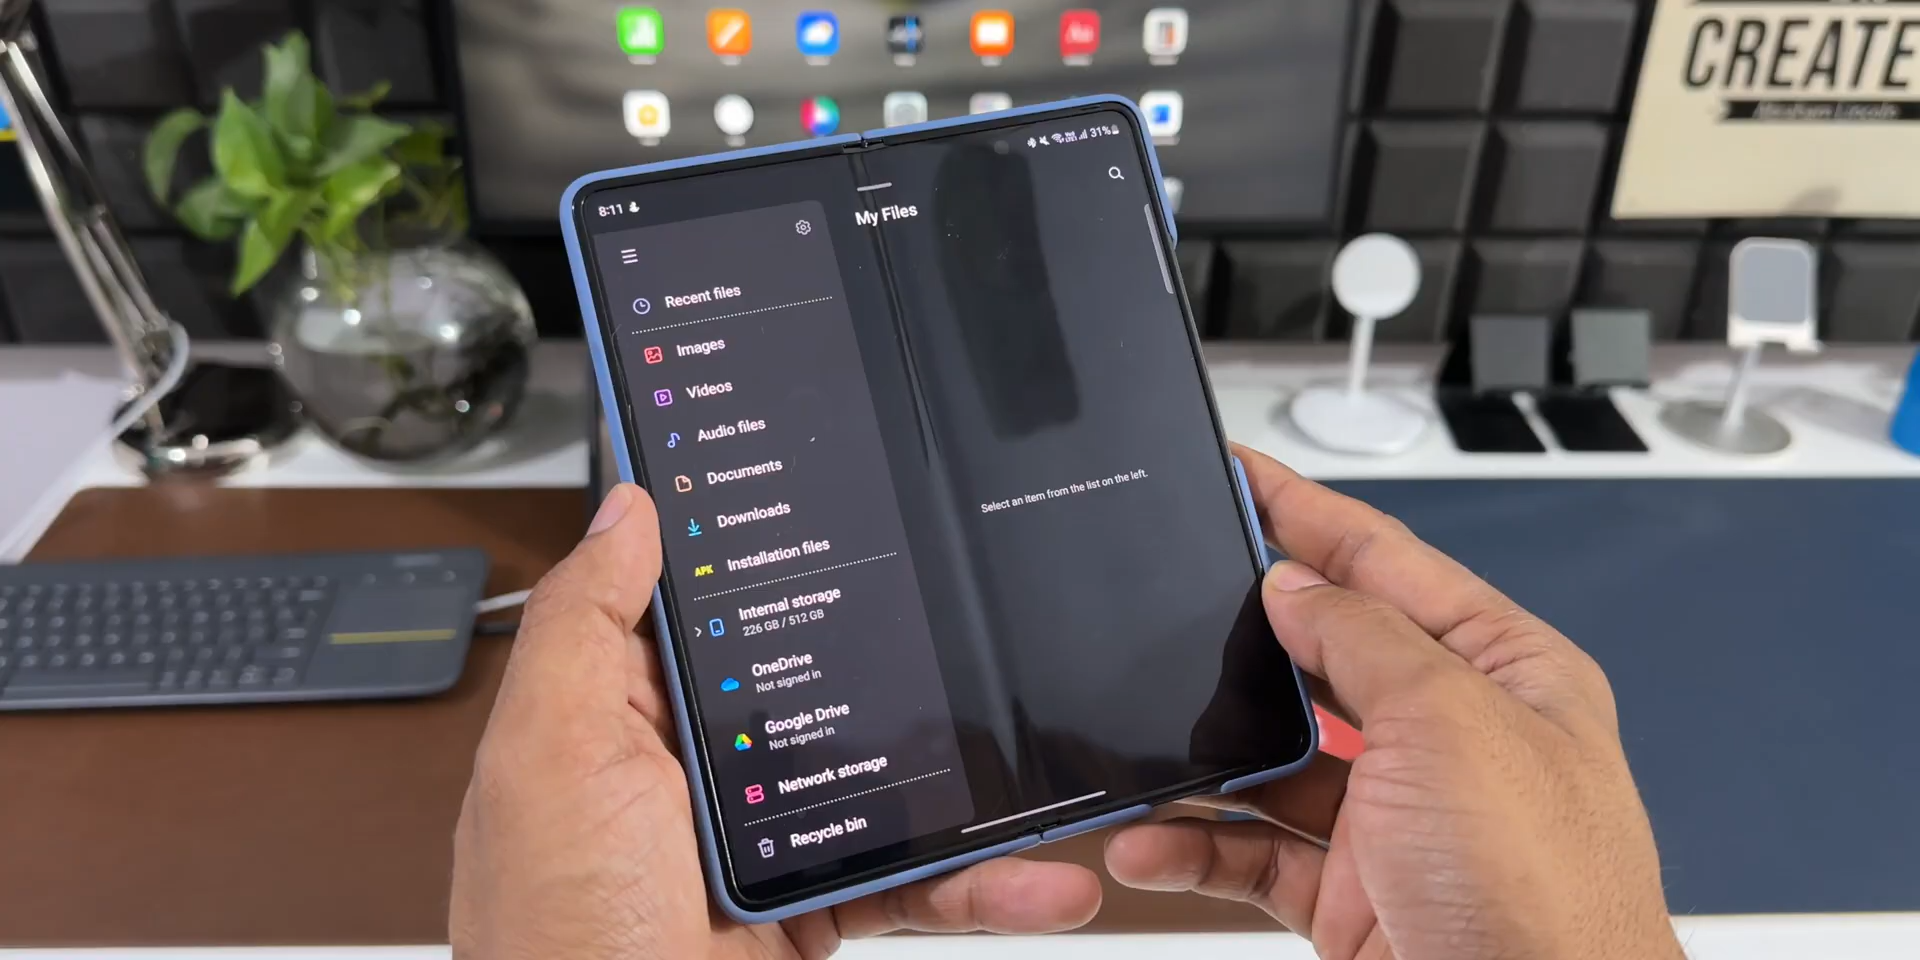 CREATE
Abraham Lincoln
8:11
31%
My Files
Recent files
Images
Videos
Audio files
Documents
Downloads
APK Installation files
Internal storage
226 GB / 512 GB
OneDrive
Not signed in
Google Drive
Not signed in
Network storage
Recycle bin
Select an item from the list on the left.